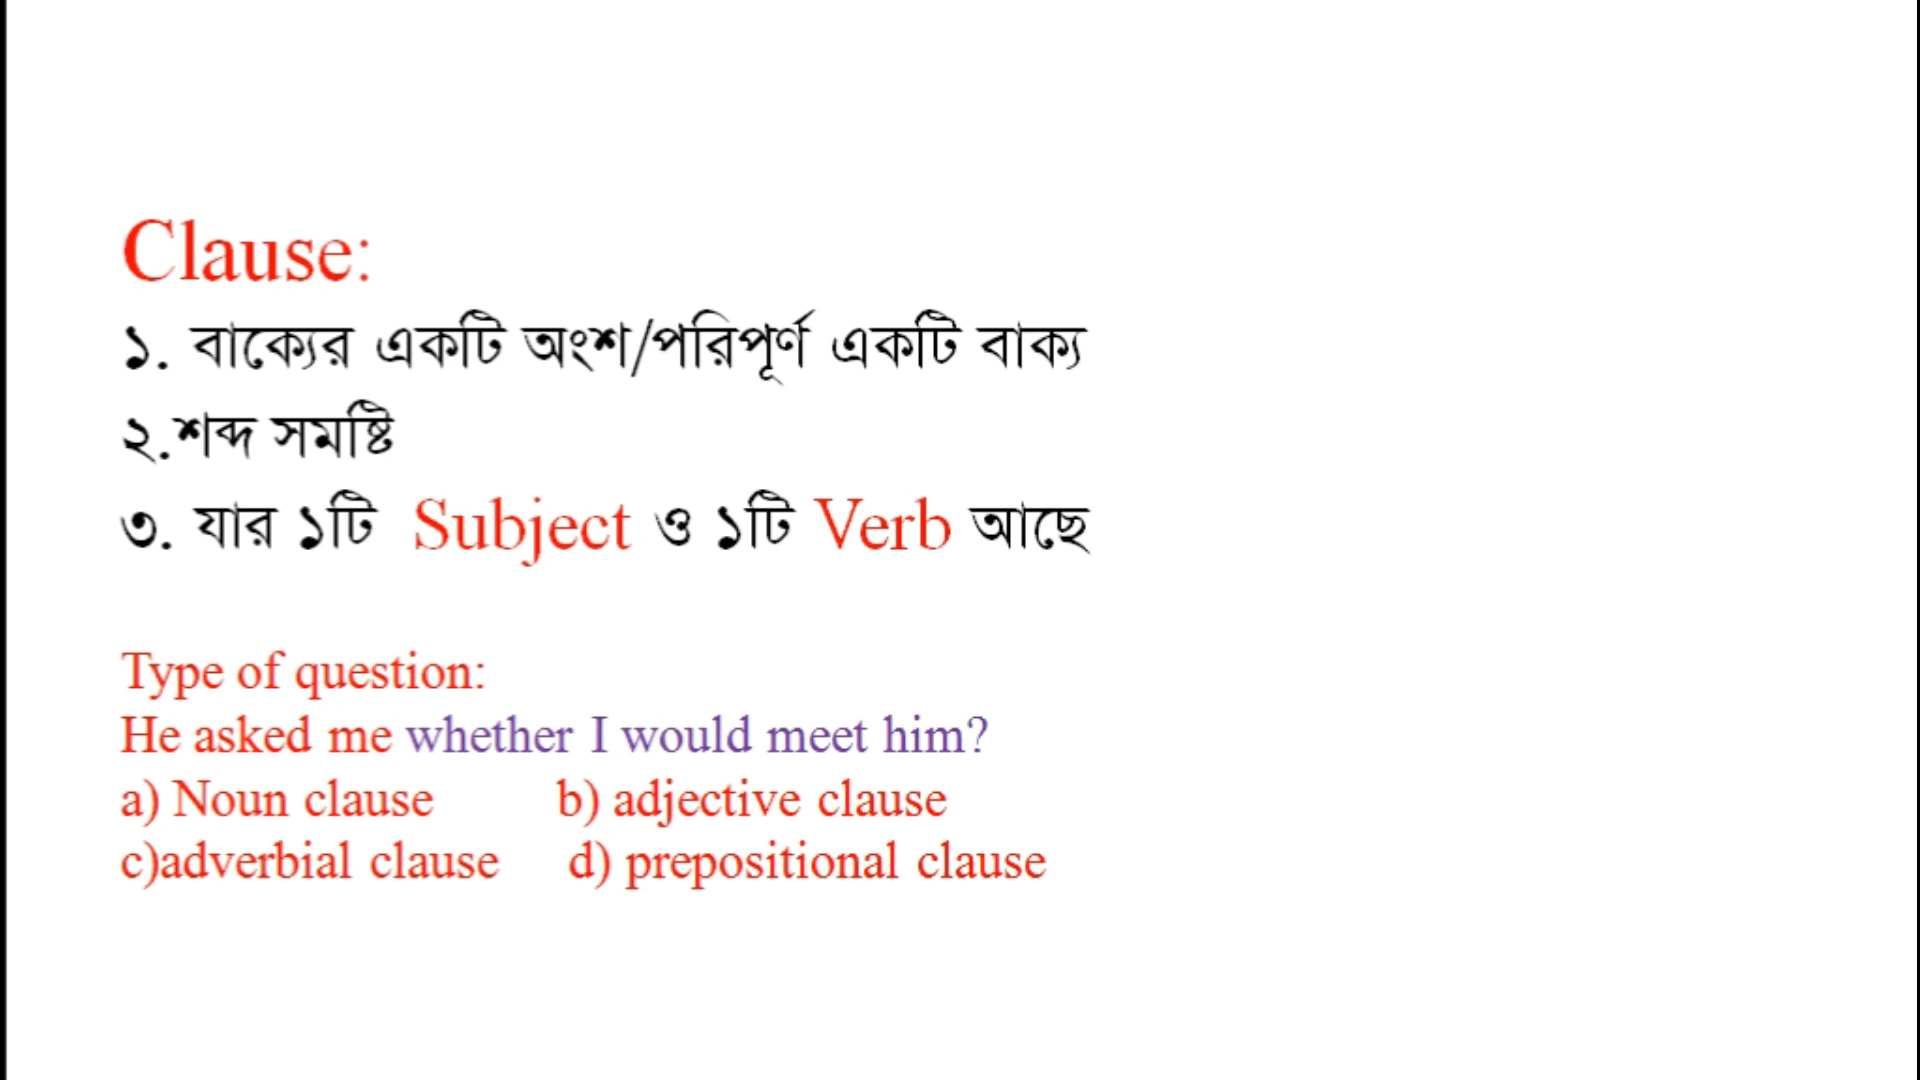 Clause:
১. বাক্যের একটি অংশ/পরিপূর্ণ একটি বাক্য
২.শব্দ সমষ্টি
৩. যার ১টি Subject ও ১টি Verb আছে
Type of question:
He asked me whether I would meet him?
a) Noun clause b) adjective clause
c)adverbial clause d) prepositional clause